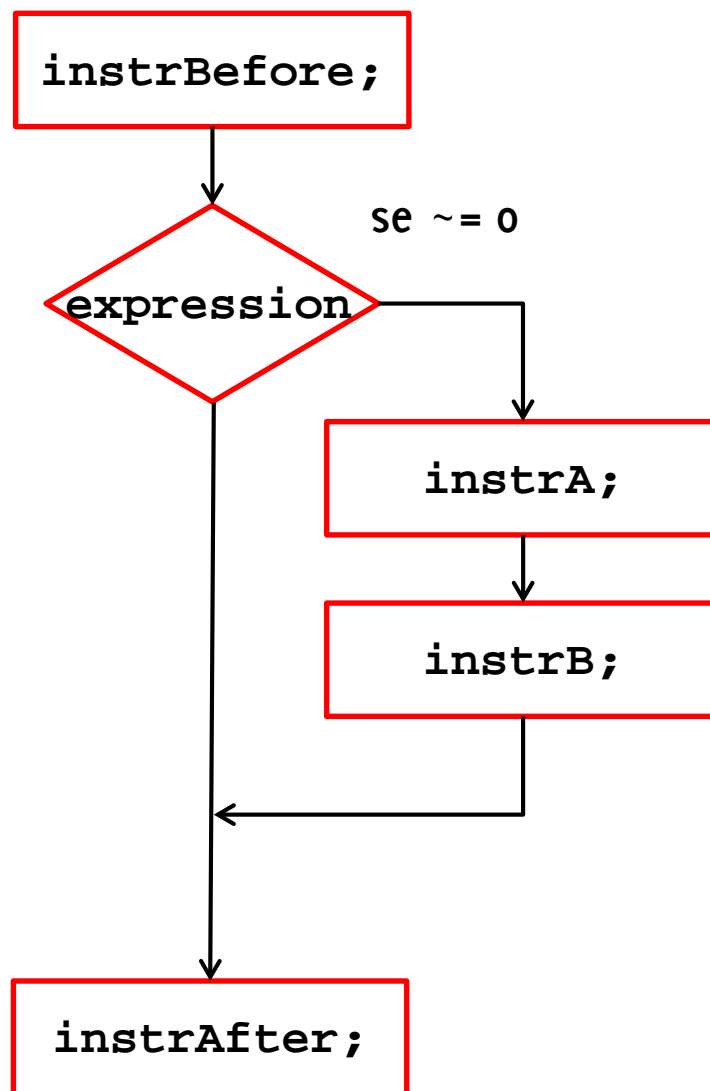 instrBefore;
se ~= 0
expression
instrA;
instrB;
instrAfter;